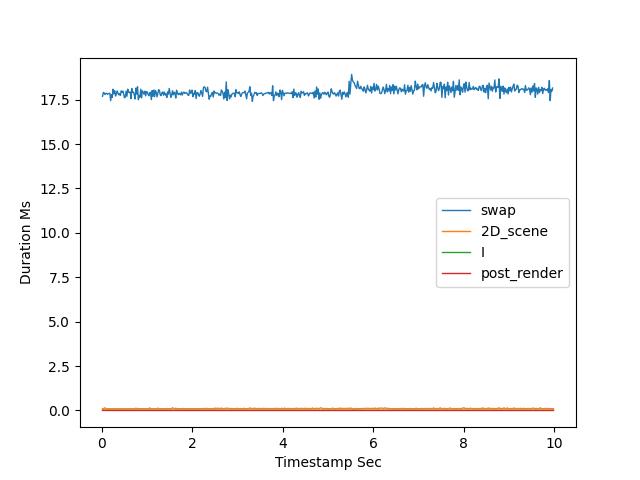 17.5
15.0
12.5
10.0
7.5
5.0
2.5
0.0
Duration Ms
swap
2D_scene
I
post_render
0 2 4 6 8 10
Timestamp Sec